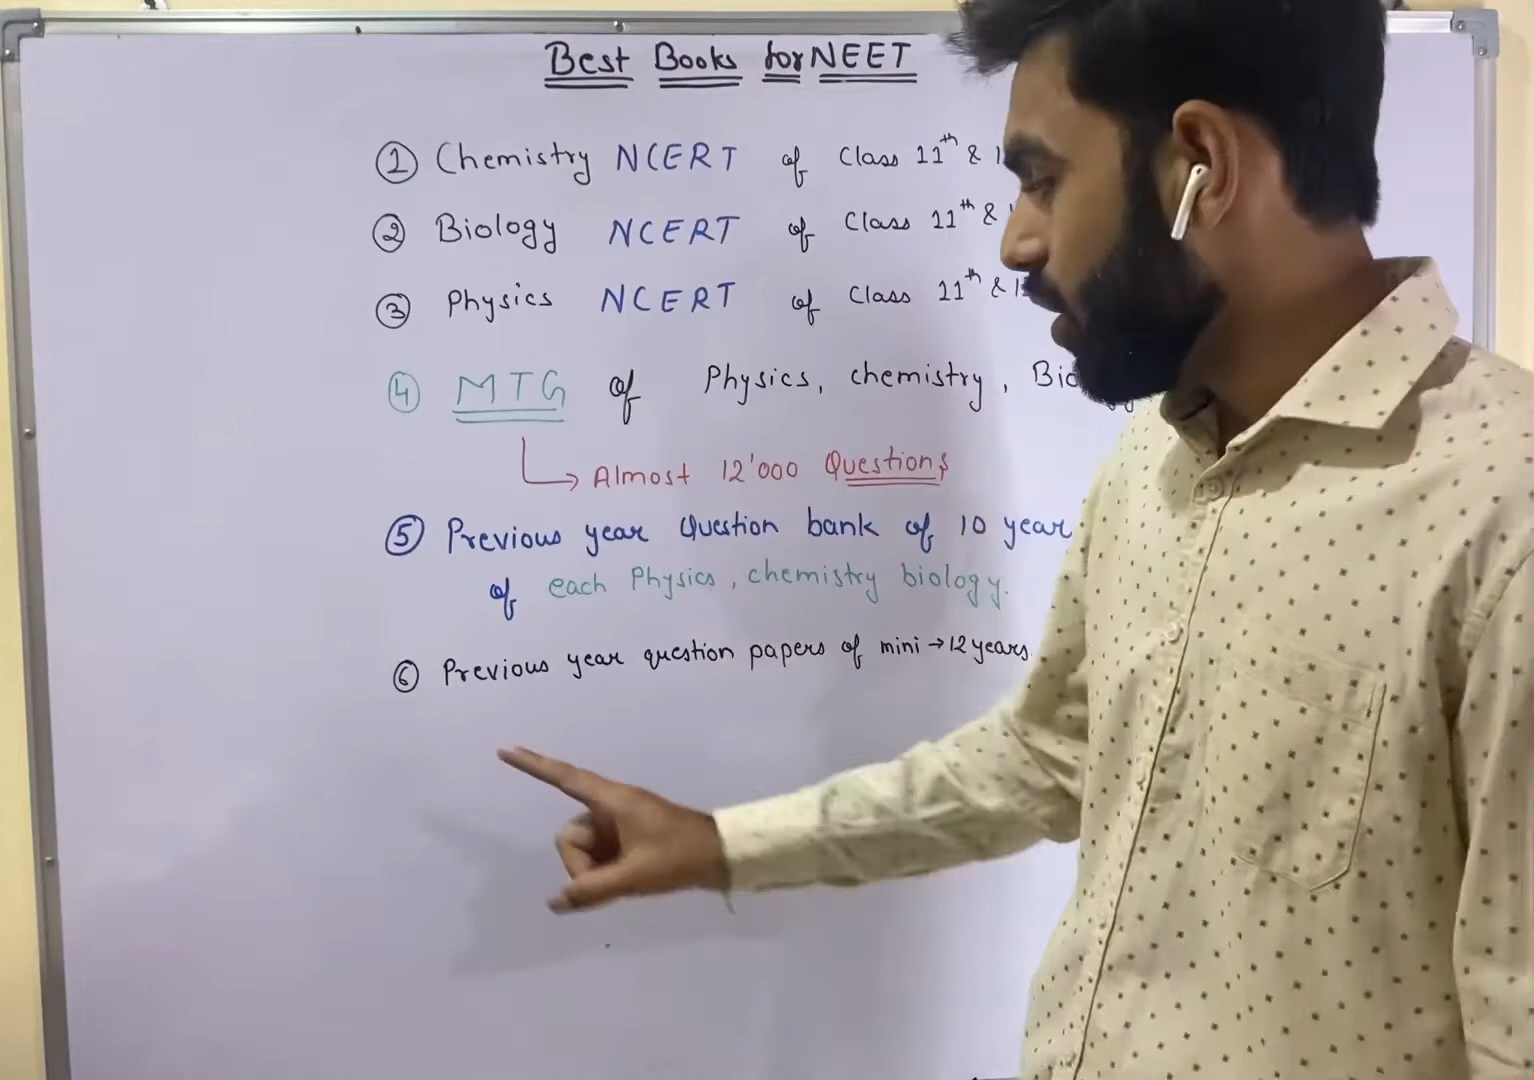 Best Books for NEET
① Chemistry NCERT of Class 11th &
② Biology NCERT of Class 11th &
③ Physics NCERT of Class 11th &
④ MTG of Physics, chemistry,
↳ Almost 12'000 Questions
⑤ Previous year Question bank of 10 year
of each Physics, chemistry biology.
⑥ Previous year question papers of mini → 12 years.